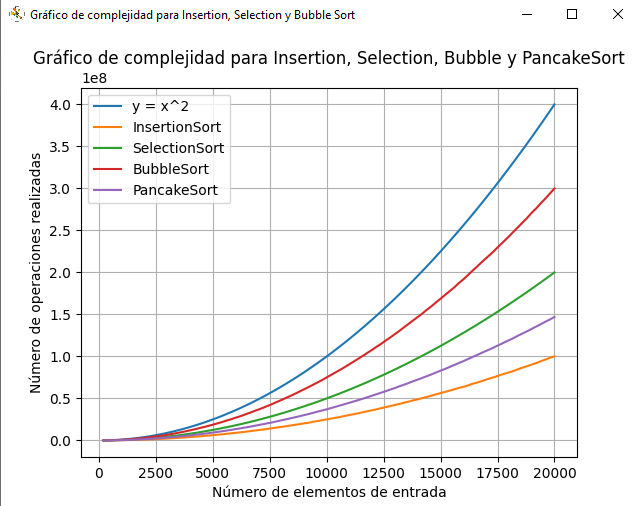 Gráfico de complejidad para Insertion, Selection y Bubble Sort
Gráfico de complejidad para Insertion, Selection, Bubble y PancakeSort
1e8
4.0
3.5
3.0
2.5
2.0
1.5
1.0
0.5
0.0
Número de operaciones realizadas
y = x^2
InsertionSort
SelectionSort
BubbleSort
PancakeSort
0 2500 5000 7500 10000 12500 15000 17500 20000
Número de elementos de entrada